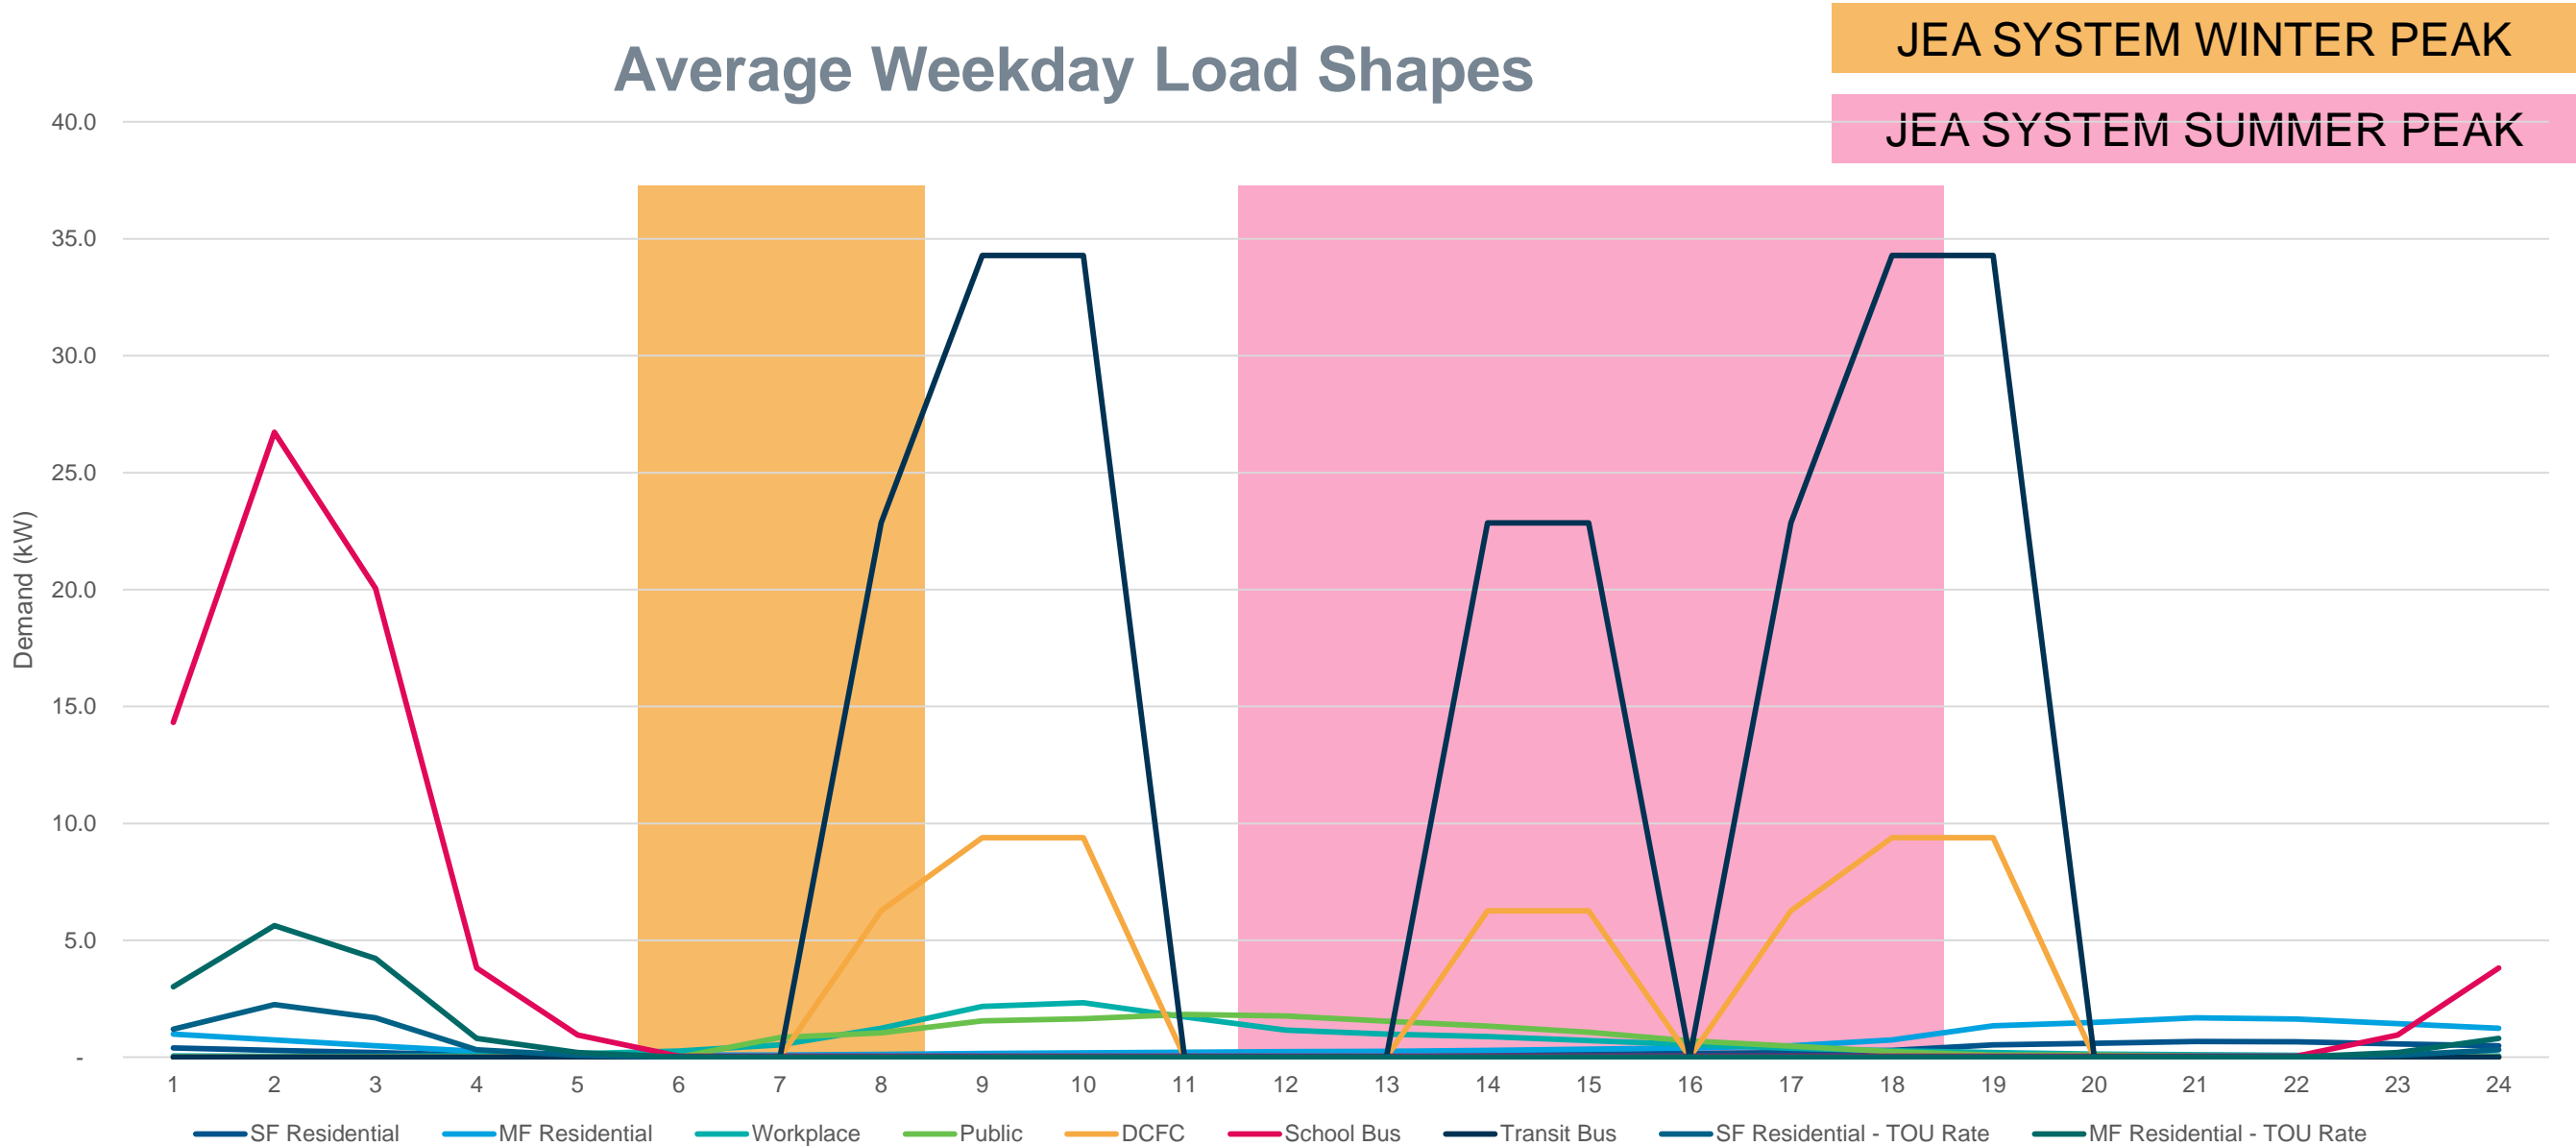 JEA SYSTEM WINTER PEAK
Average Weekday Load Shapes
JEA SYSTEM SUMMER PEAK
40.0
35.0
30.0
25.0
20.0
15.0
10.0
5.0
-
Demand (kW)
1 2 3 4 5 6 7 8 9 10 11 12 13 14 15 16 17 18 19 20 21 22 23 24
SF Residential MF Residential Workplace Public DCFC School Bus Transit Bus SF Residential - TOU Rate MF Residential - TOU Rate